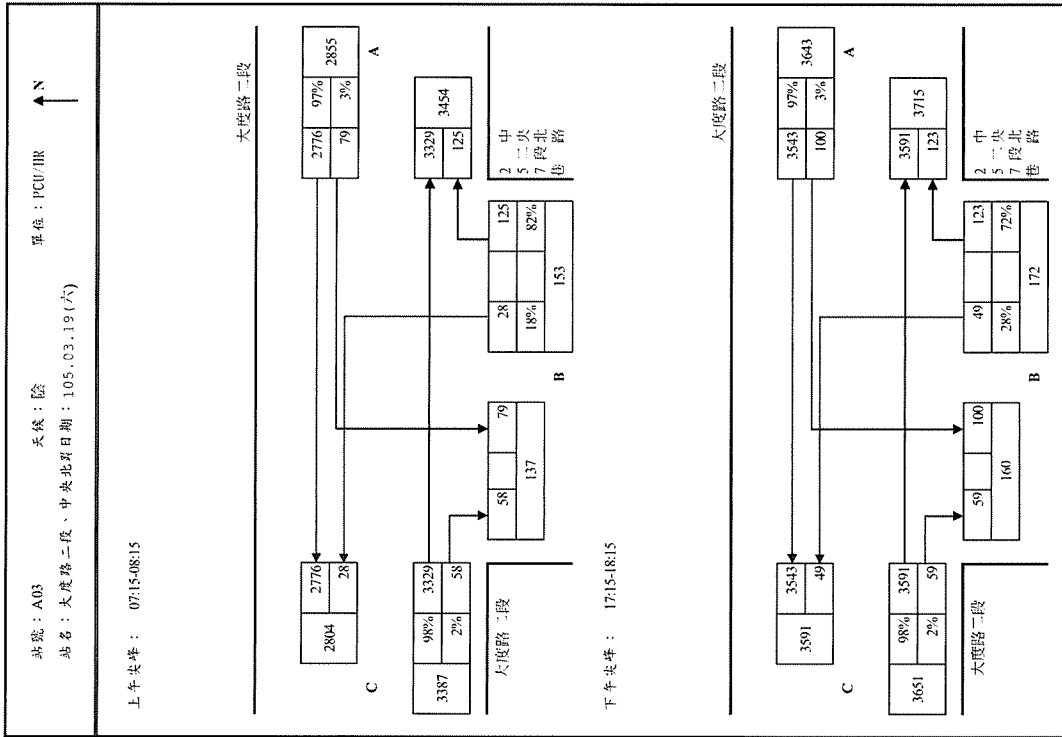 站號：A03
天候：陰
單位：PCU/HR
N
站名：大度路二段、中央北路
日期：105.03.19(六)
上午尖峰：
07:15-08:15
大度路二段
2776
28
2804
2776
79
97%
3%
2855
A
C
3387
98%
2%
3329
58
3329
125
3454
58
79
137
B
28
125
18%
82%
153
大度路二段
中央北路
二段
257巷
下午尖峰：
17:15-18:15
大度路二段
3543
49
3591
3543
100
97%
3%
3643
A
C
3651
98%
2%
3591
59
3591
123
3715
59
100
160
B
49
123
28%
72%
172
大度路二段
中央北路
二段
257巷